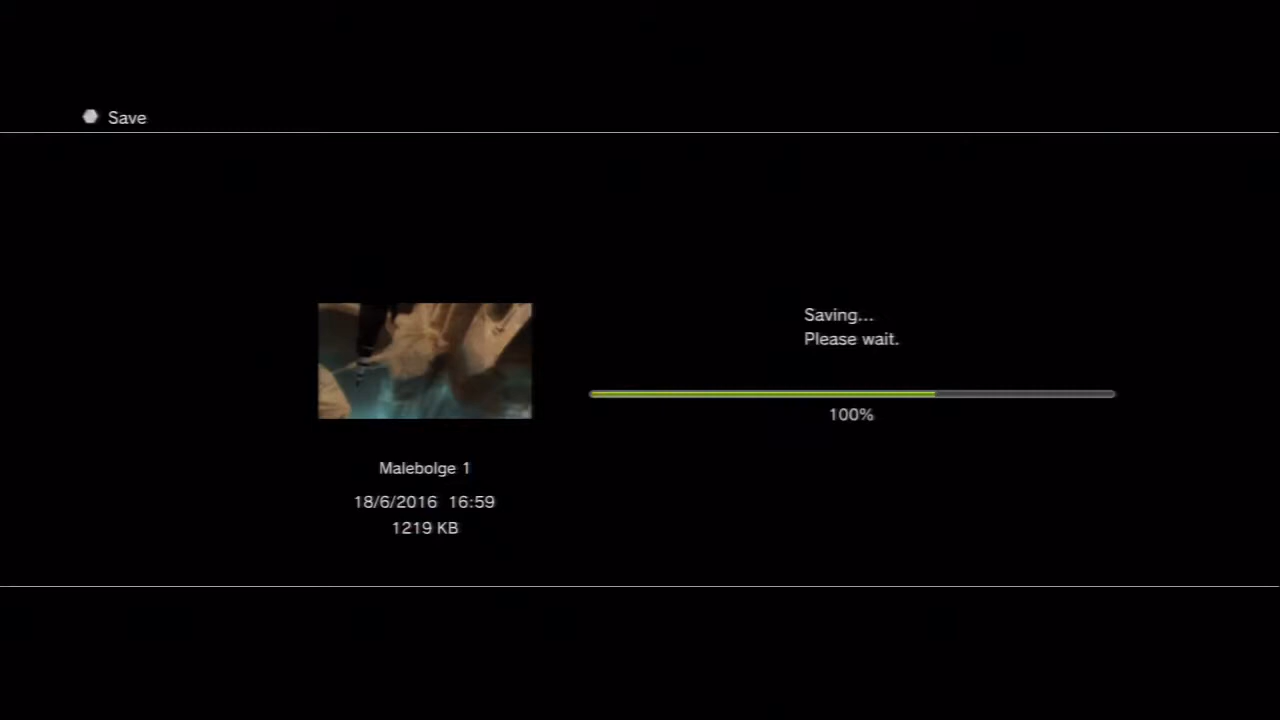 Save
Saving...
Please wait.
100%
Malebolge 1
18/6/2016 16:59
1219 KB